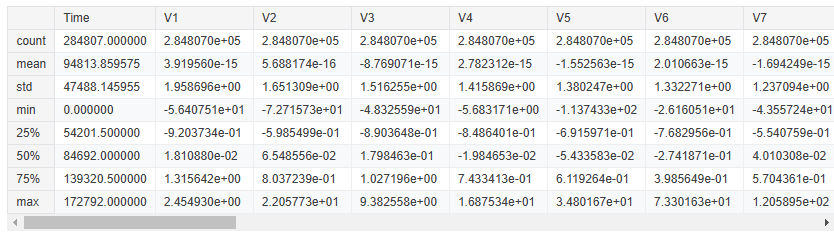 Time V1 V2 V3 V4 V5 V6 V7
count 284807.000000 2.848070e+05 2.848070e+05 2.848070e+05 2.848070e+05 2.848070e+05 2.848070e+05 2.848070e+05
mean 94813.859575 3.919560e-15 5.688174e-16 -8.769071e-15 2.782312e-15 -1.552563e-15 2.010663e-15 -1.694249e-15
std 47488.145955 1.958696e+00 1.651309e+00 1.516255e+00 1.415869e+00 1.380247e+00 1.332271e+00 1.237094e+00
min 0.000000 -5.640751e+01 -7.271573e+01 -4.832559e+01 -5.683171e+00 -1.137433e+02 -2.616051e+01 -4.355724e+01
25% 54201.500000 -9.203734e-01 -5.985499e-01 -8.903648e-01 -8.486401e-01 -6.915971e-01 -7.682956e-01 -5.540759e-01
50% 84692.000000 1.810880e-02 6.548556e-02 1.798463e-01 -1.984653e-02 -5.433583e-02 -2.741871e-01 4.010308e-02
75% 139320.500000 1.315642e+00 8.037239e-01 1.027196e+00 7.433413e-01 6.119264e-01 3.985649e-01 5.704361e-01
max 172792.000000 2.454930e+00 2.205773e+01 9.382558e+00 1.687534e+01 3.480167e+01 7.330163e+01 1.205895e+02